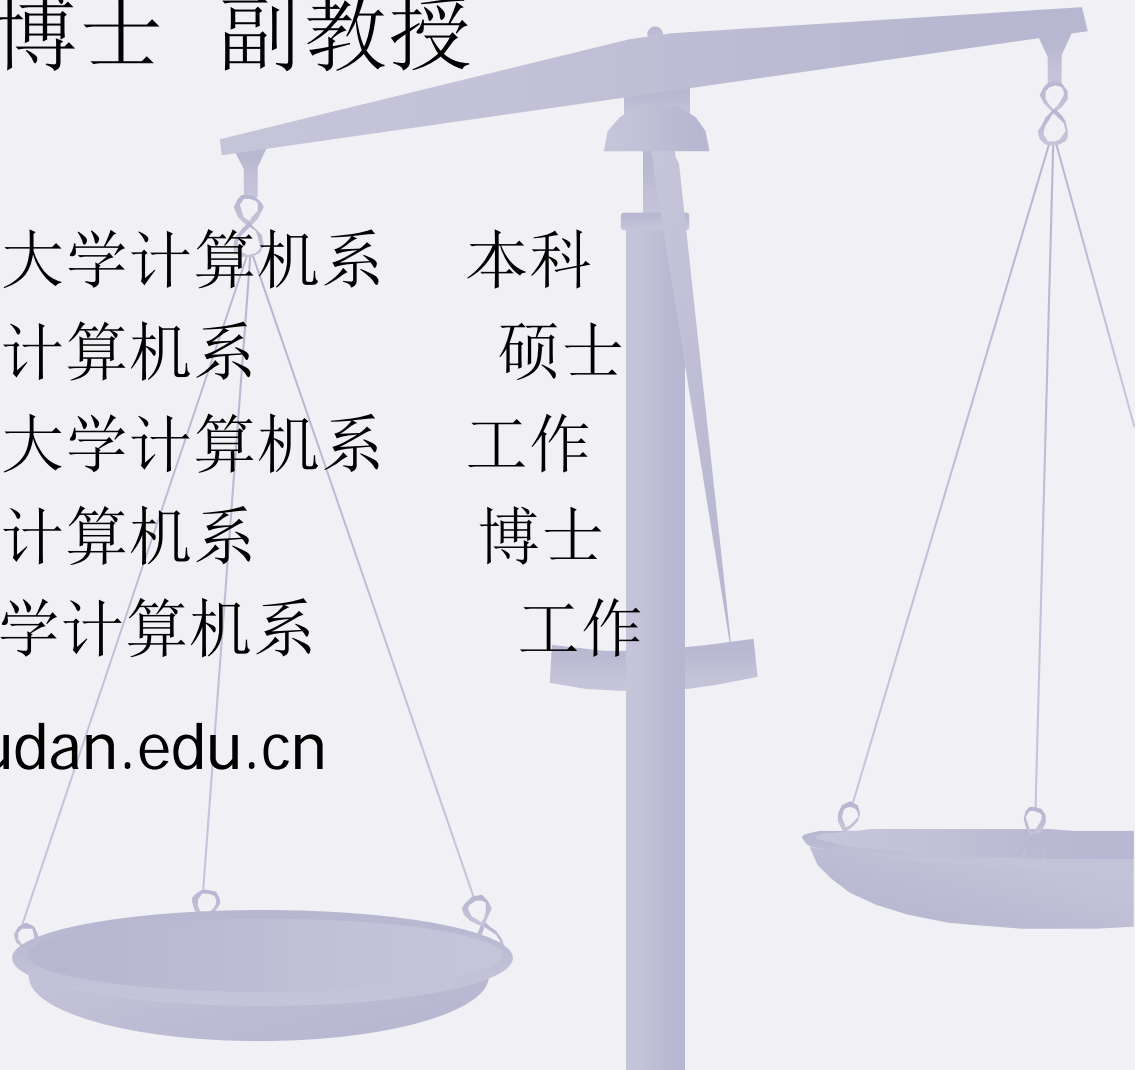 博士 副教授
大学计算机系 本科
计算机系 硕士
大学计算机系 工作
计算机系 博士
学计算机系 工作
udan.edu.cn